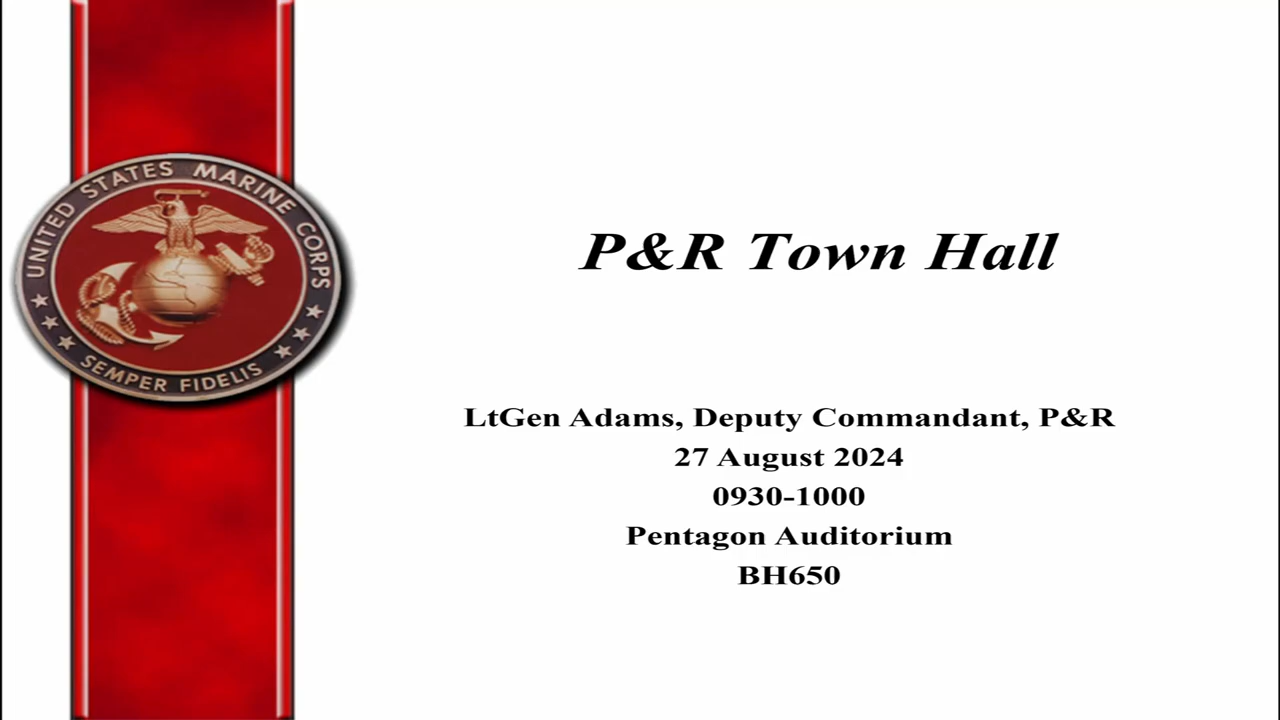 UNITED STATES MARINE CORPS
SEMPER FIDELIS
P&R Town Hall
LtGen Adams, Deputy Commandant, P&R
27 August 2024
0930-1000
Pentagon Auditorium
BH650